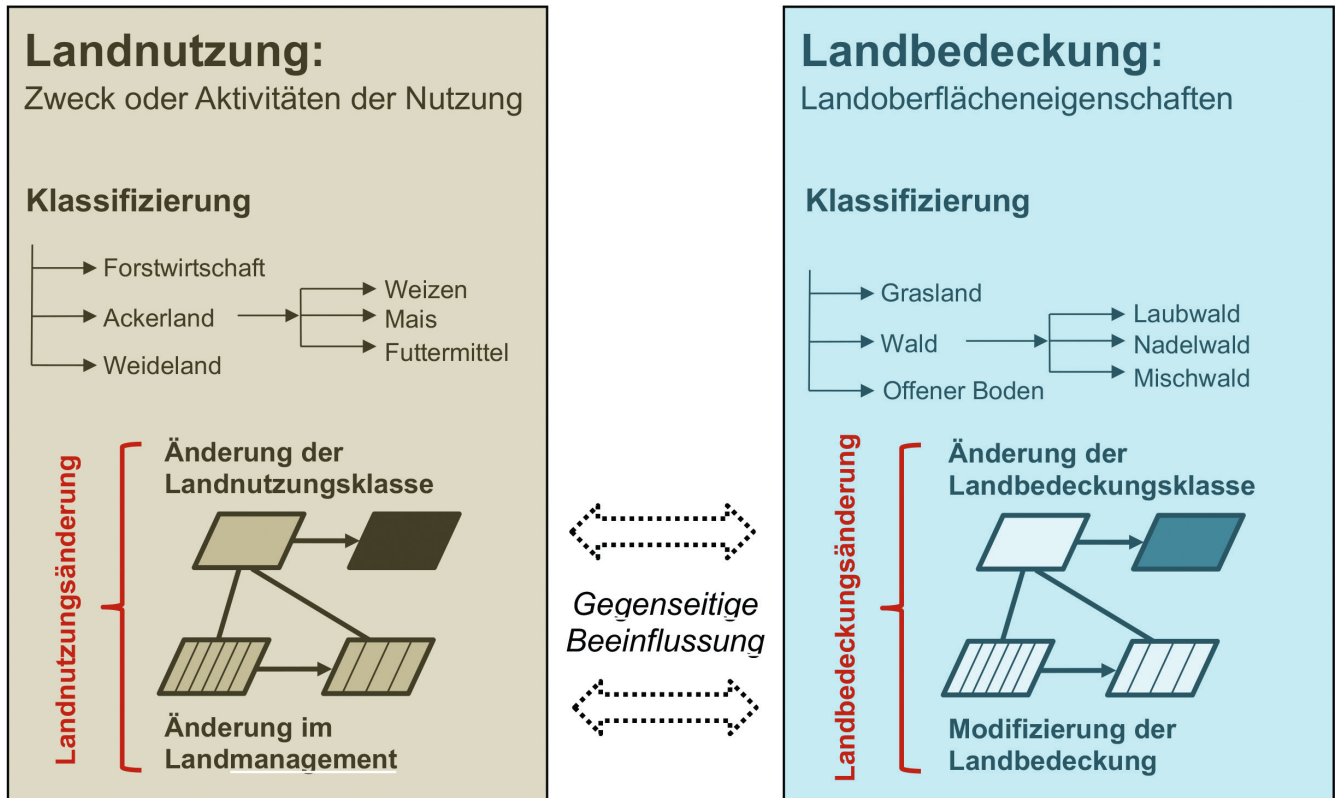 Landnutzung:
Zweck oder Aktivitäten der Nutzung
Klassifizierung
Forstwirtschaft
Ackerland
Weideland
Weizen
Mais
Futtermittel
Landnutzungsänderung
Änderung der
Landnutzungsklasse
Änderung im
Landmanagement
Gegenseitige
Beeinflussung
Landbedeckung:
Landoberflächeneigenschaften
Klassifizierung
Grasland
Wald
Offener Boden
Laubwald
Nadelwald
Mischwald
Landbedeckungsänderung
Änderung der
Landbedeckungsklasse
Modifizierung der
Landbedeckung